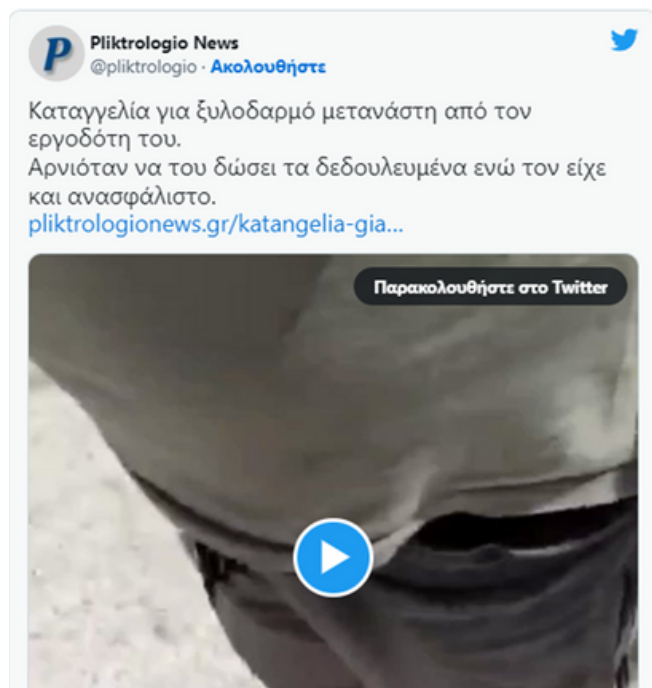 P
Pliktrologio News
@pliktrologio · Ακολουθήστε
Καταγγελία για ξυλοδαρμό μετανάστη από τον
εργοδότη του.
Αρνιόταν να του δώσει τα δεδουλευμένα ενώ τον είχε
και ανασφάλιστο.
pliktrologionews.gr/katangelia-gia...
Παρακολουθήστε στο Twitter